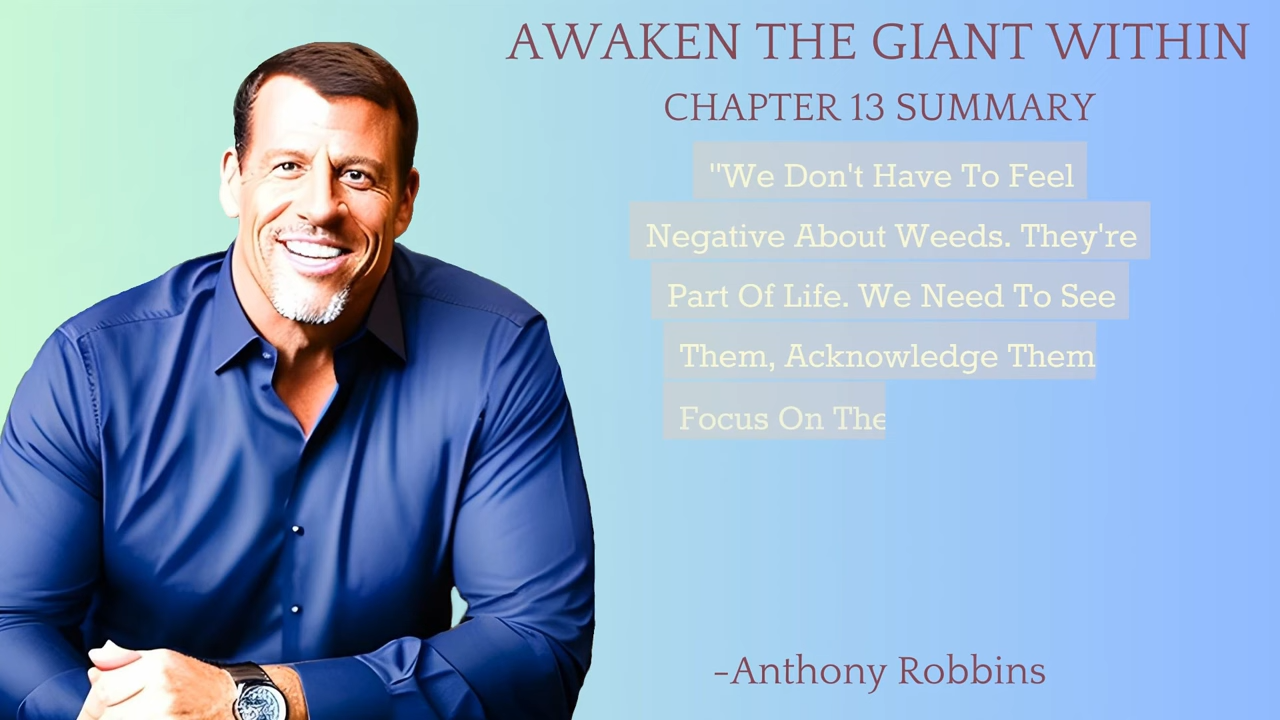 AWAKEN THE GIANT WITHIN
CHAPTER 13 SUMMARY
"We Don't Have To Feel
Negative About Weeds. They're
Part Of Life. We Need To See
Them, Acknowledge Them
Focus On The
-Anthony Robbins